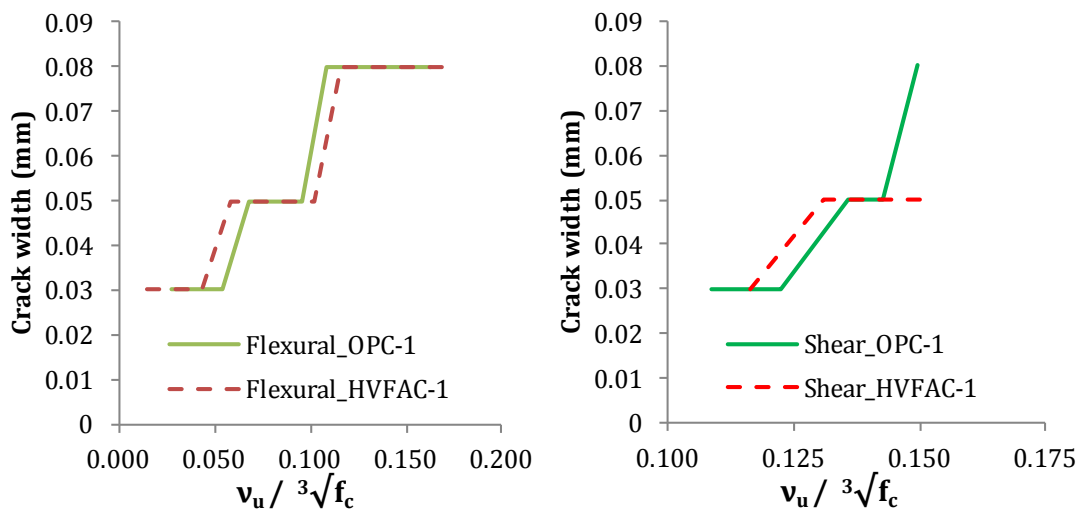 Crack width (mm)
0.09
0.08
0.07
0.06
0.05
0.04
0.03
0.02
0.01
0
Flexural_OPC-1
Flexural_HVFAC-1
0.000 0.050 0.100 0.150 0.200
νu / ³√fc
Crack width (mm)
0.09
0.08
0.07
0.06
0.05
0.04
0.03
0.02
0.01
0
Shear_OPC-1
Shear_HVFAC-1
0.100 0.125 0.150 0.175
νu / ³√fc